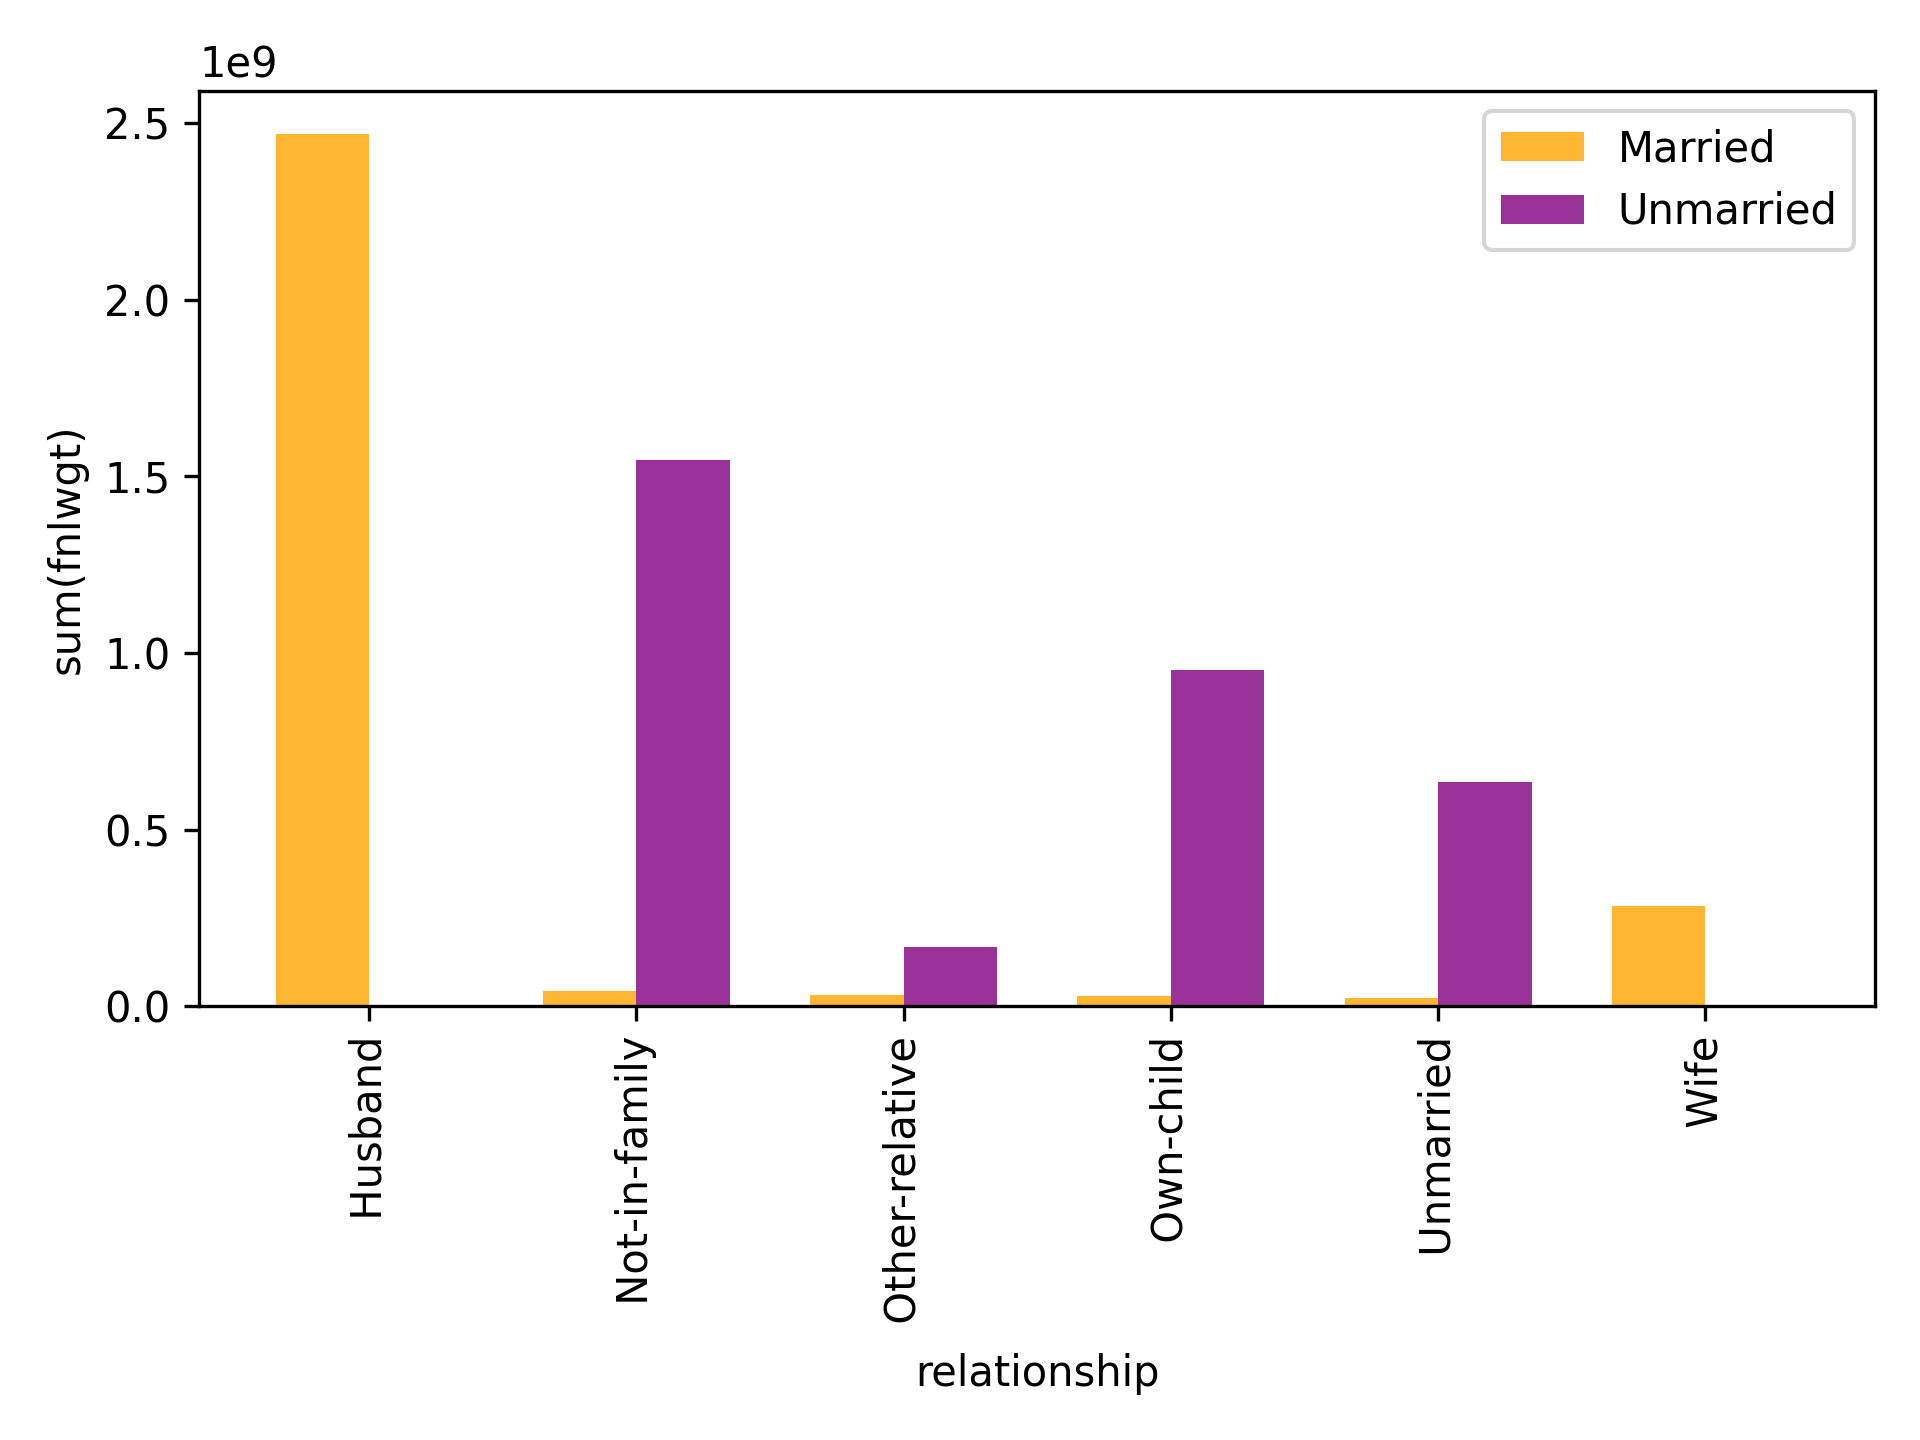 1e9
2.5
2.0
1.5
1.0
0.5
0.0
sum(fnlwgt)
Married
Unmarried
Husband
Not-in-family
Other-relative
Own-child
Unmarried
Wife
relationship